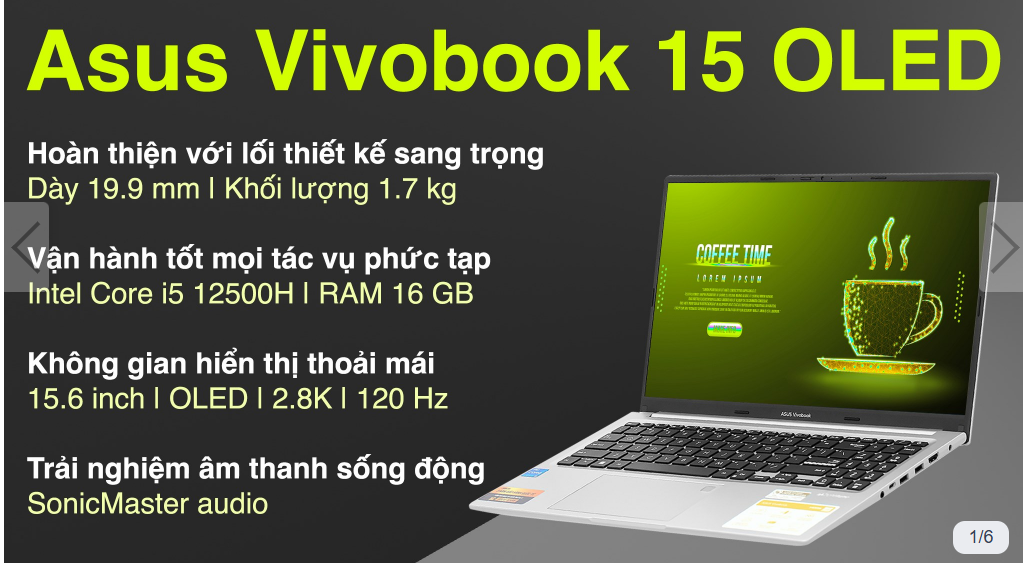 Asus Vivobook 15 OLED
Hoàn thiện với lối thiết kế sang trọng
Dày 19.9 mm | Khối lượng 1.7 kg
Vận hành tốt mọi tác vụ phức tạp
Intel Core i5 12500H | RAM 16 GB
Không gian hiển thị thoải mái
15.6 inch | OLED | 2.8K | 120 Hz
Trải nghiệm âm thanh sống động
SonicMaster audio
COFFEE TIME
LOREM IPSUM
ASUS Vivobook
1/6